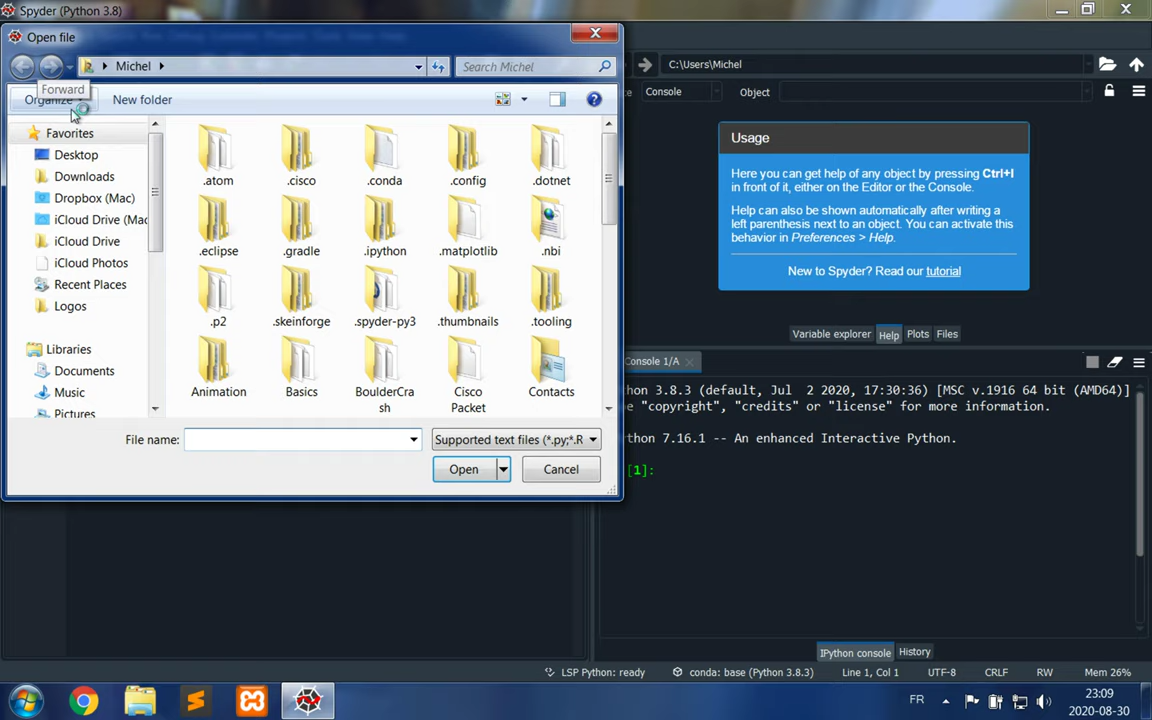 Spyder (Python 3.8)
Open file
Michel
Search Michel
C:\Users\Michel
Forward
Organize
New folder
Console
Object
Favorites
Desktop
Downloads
Dropbox (Mac)
iCloud Drive (Mac
iCloud Drive
iCloud Photos
Recent Places
Logos
Libraries
Documents
Music
Pictures
.atom
.cisco
.conda
.config
.dotnet
.eclipse
.gradle
.ipython
.matplotlib
.nbi
.p2
.skeinforge
.spyder-py3
.thumbnails
.tooling
Animation
Basics
BoulderCra
sh
Cisco
Packet
Contacts
File name:
Supported text files (*.py;*.R
Open
Cancel
Usage
Here you can get help of any object by pressing Ctrl+I
in front of it, either on the Editor or the Console.
Help can also be shown automatically after writing a
left parenthesis next to an object. You can activate this
behavior in Preferences > Help.
New to Spyder? Read our tutorial
Variable explorer
Help
Plots
Files
Console 1/A
thon 3.8.3 (default, Jul 2 2020, 17:30:36) [MSC v.1916 64 bit (AMD64)]
e "copyright", "credits" or "license" for more information.
thon 7.16.1 -- An enhanced Interactive Python.
[1]:
IPython console
History
LSP Python: ready
conda: base (Python 3.8.3)
Line 1, Col 1
UTF-8
CRLF
RW
Mem 26%
FR
23:09
2020-08-30